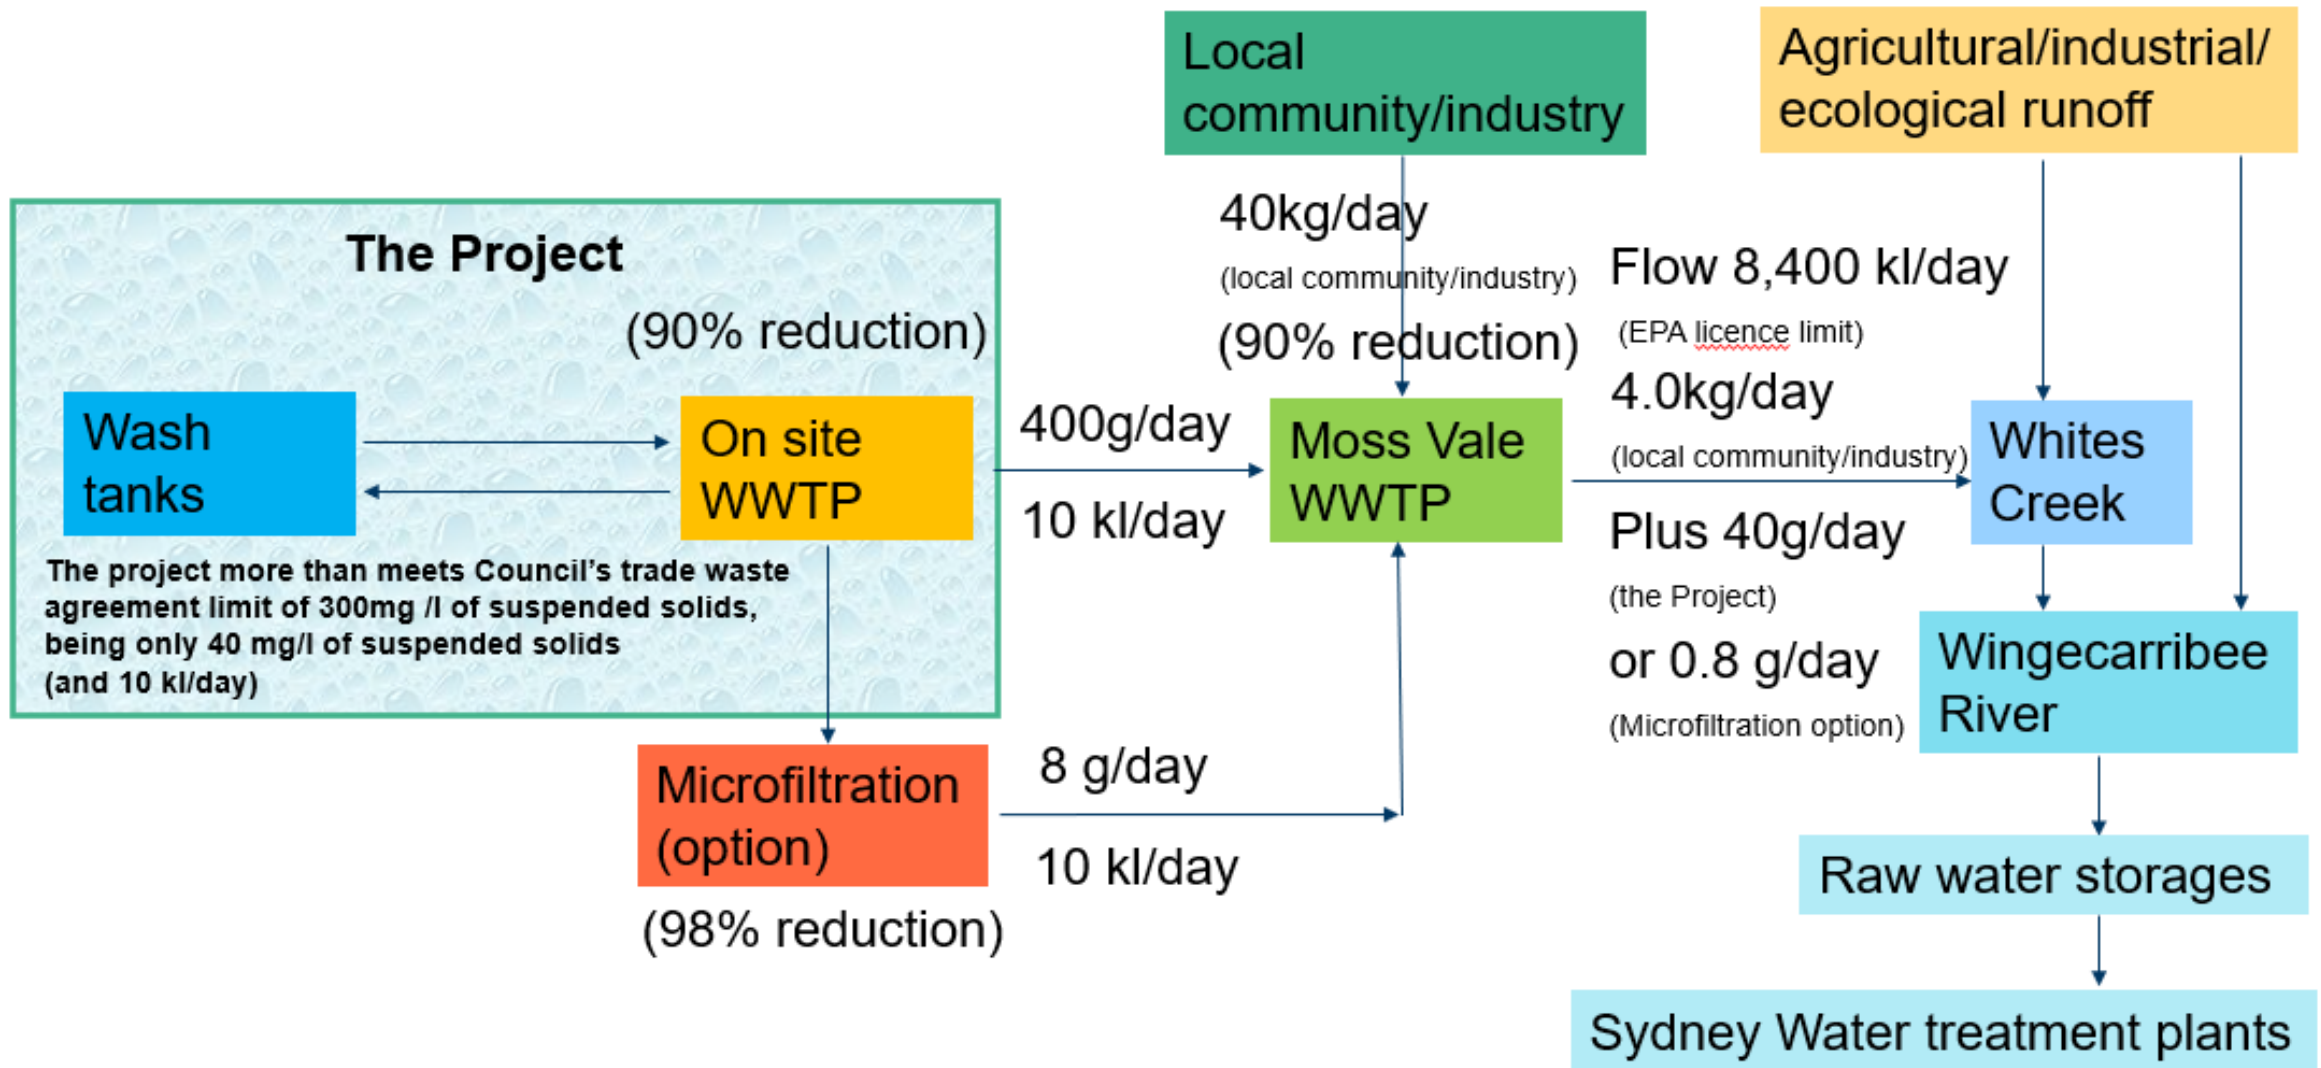 Local
community/industry
Agricultural/industrial/
ecological runoff
The Project
(90% reduction)
Wash
tanks
On site
WWTP
The project more than meets Council's trade waste
agreement limit of 300mg /l of suspended solids,
being only 40 mg/l of suspended solids
(and 10 kl/day)
Microfiltration
(option)
(98% reduction)
400g/day
10 kl/day
8 g/day
10 kl/day
40kg/day
(local community/industry)
(90% reduction)
Moss Vale
WWTP
Flow 8,400 kl/day
(EPA licence limit)
4.0kg/day
(local community/industry)
Plus 40g/day
(the Project)
or 0.8 g/day
(Microfiltration option)
Whites
Creek
Wingecarribee
River
Raw water storages
Sydney Water treatment plants